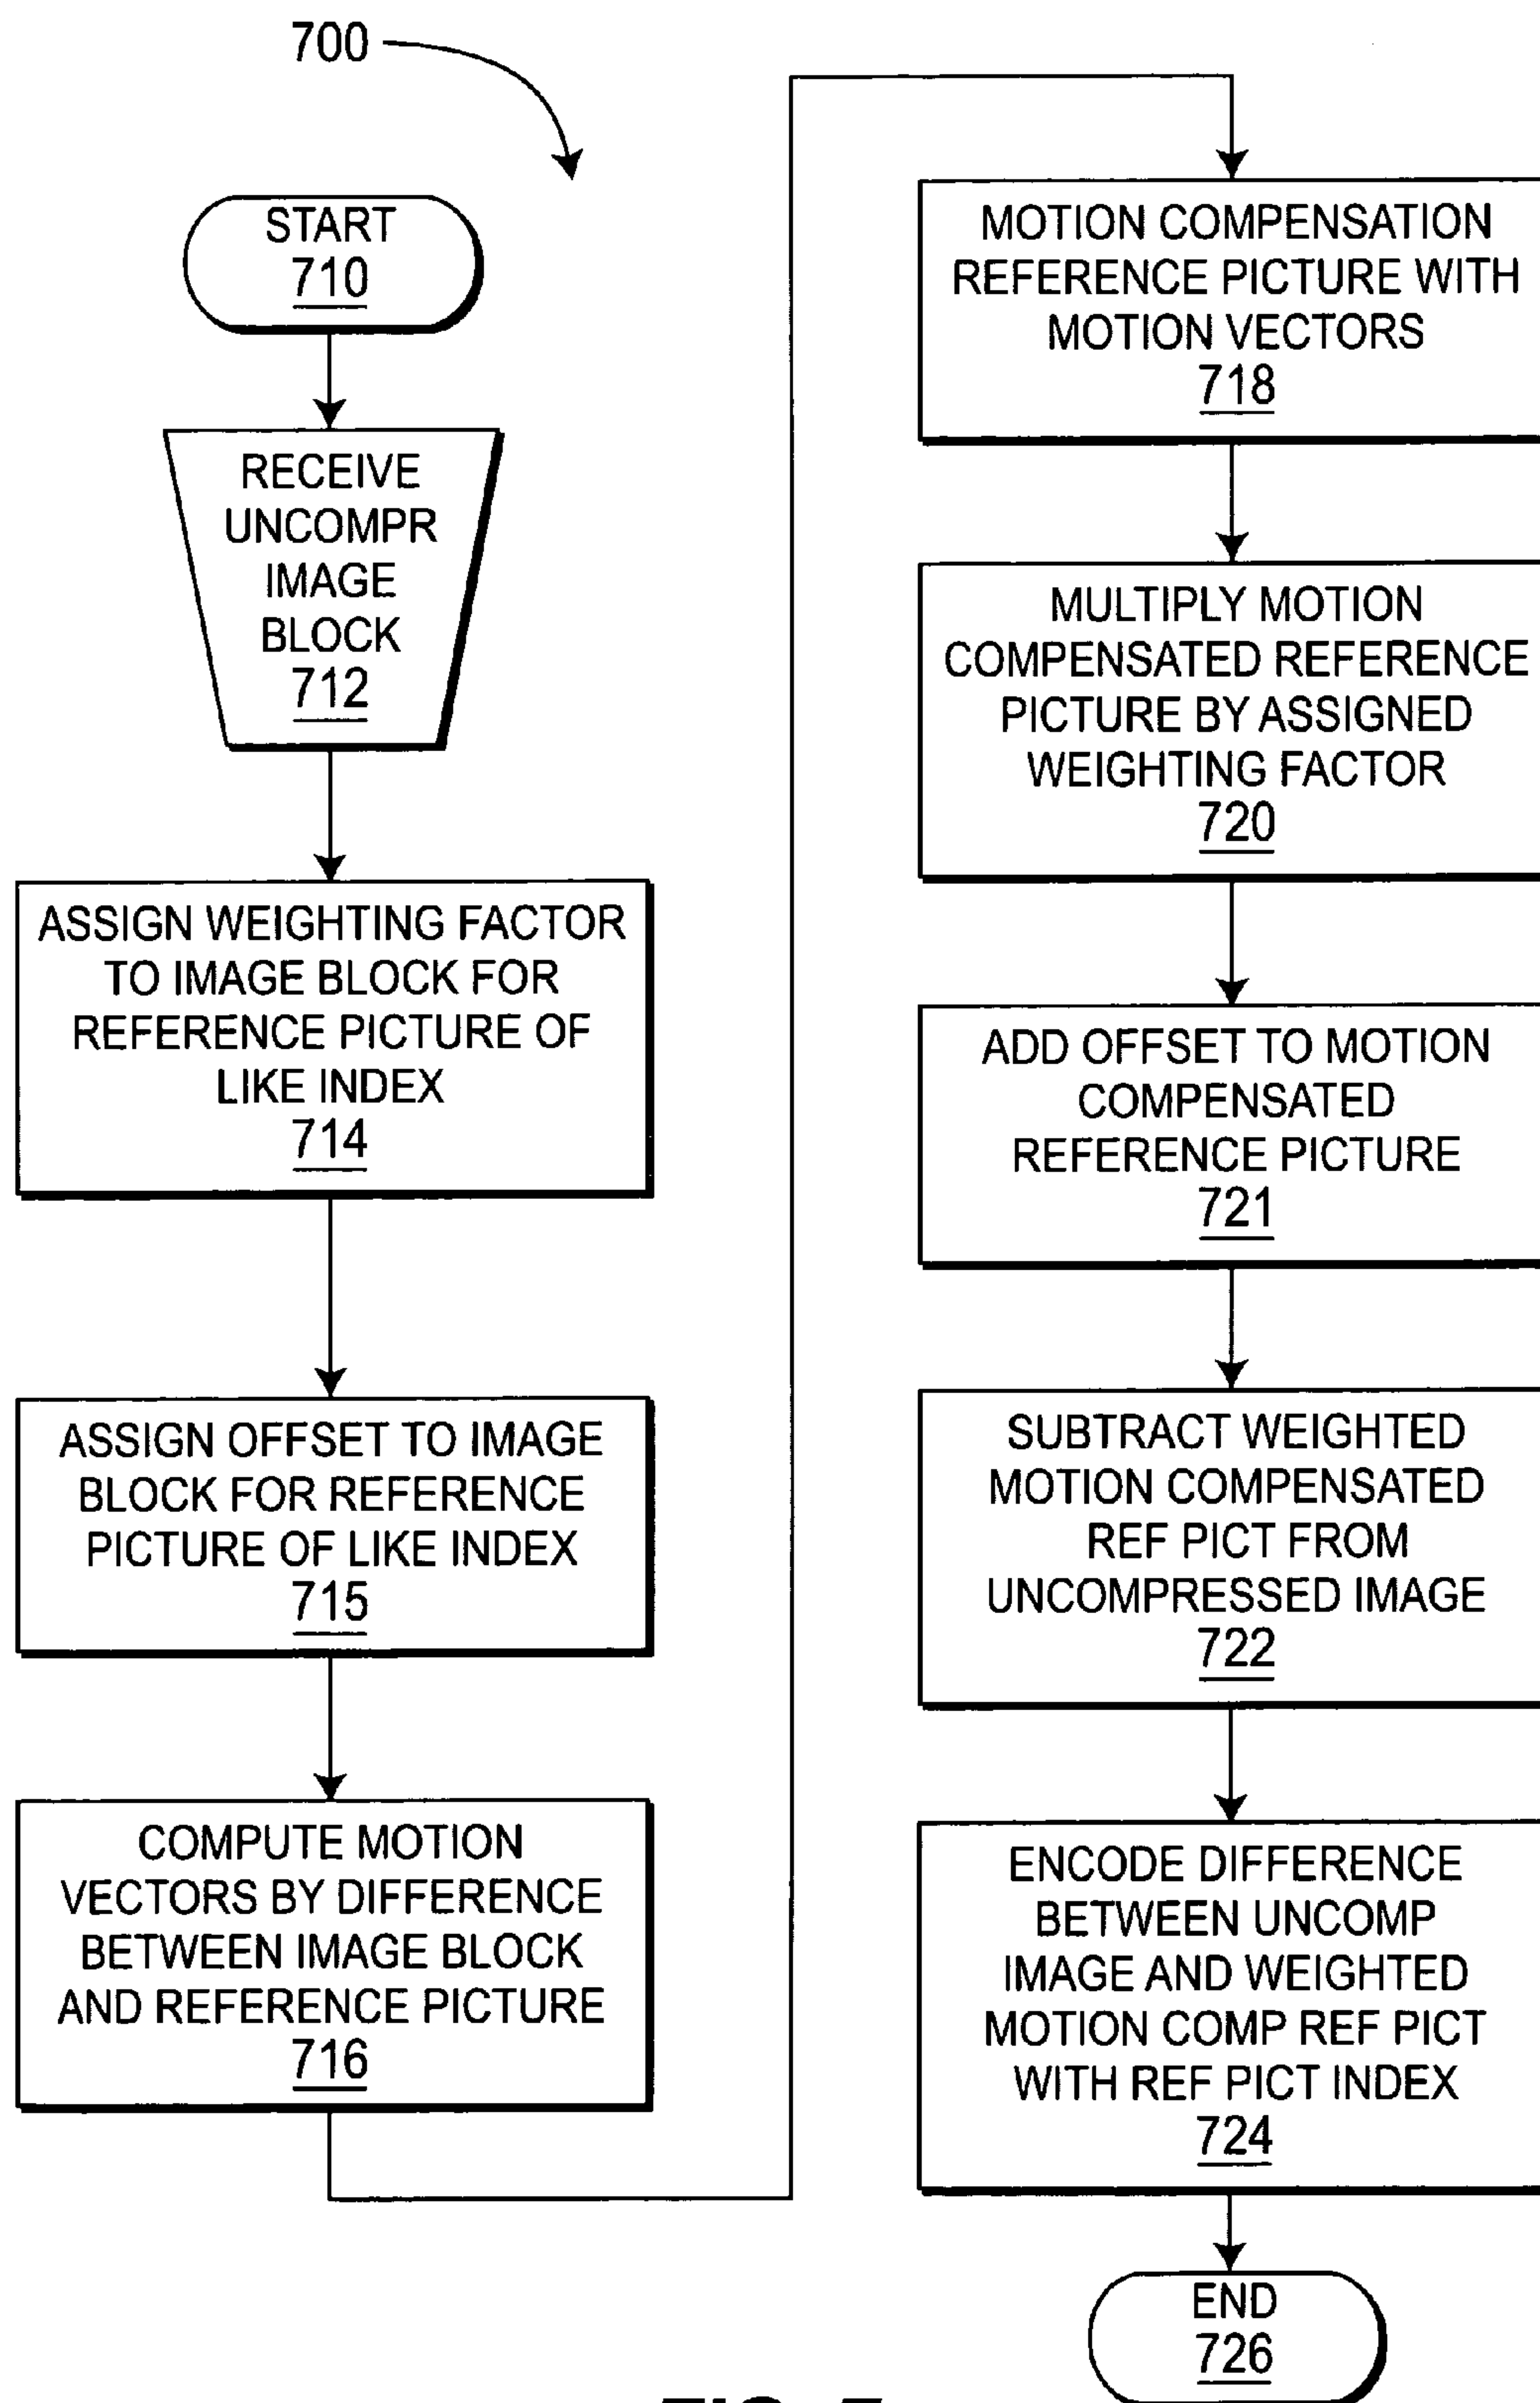 700
START
710
RECEIVE
UNCOMPR
IMAGE
BLOCK
712
ASSIGN WEIGHTING FACTOR
TO IMAGE BLOCK FOR
REFERENCE PICTURE OF
LIKE INDEX
714
ASSIGN OFFSET TO IMAGE
BLOCK FOR REFERENCE
PICTURE OF LIKE INDEX
715
COMPUTE MOTION
VECTORS BY DIFFERENCE
BETWEEN IMAGE BLOCK
AND REFERENCE PICTURE
716
MOTION COMPENSATION
REFERENCE PICTURE WITH
MOTION VECTORS
718
MULTIPLY MOTION
COMPENSATED REFERENCE
PICTURE BY ASSIGNED
WEIGHTING FACTOR
720
ADD OFFSET TO MOTION
COMPENSATED
REFERENCE PICTURE
721
SUBTRACT WEIGHTED
MOTION COMPENSATED
REF PICT FROM
UNCOMPRESSED IMAGE
722
ENCODE DIFFERENCE
BETWEEN UNCOMP
IMAGE AND WEIGHTED
MOTION COMP REF PICT
WITH REF PICT INDEX
724
END
726